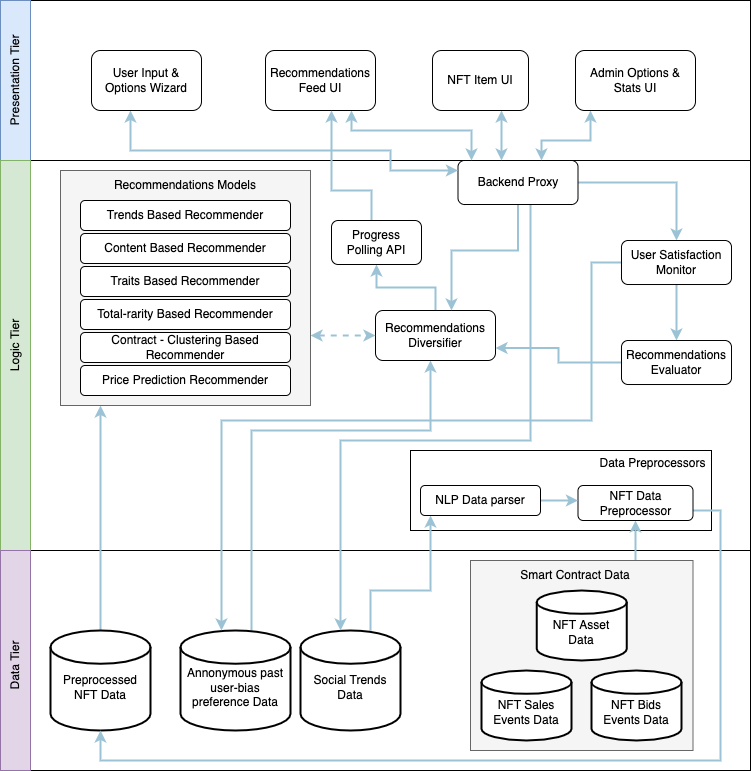 Presentation Tier
User Input &
Options Wizard
Recommendations
Feed UI
NFT Item UI
Admin Options &
Stats UI
Logic Tier
Recommendations Models
Trends Based Recommender
Content Based Recommender
Traits Based Recommender
Total-rarity Based Recommender
Contract - Clustering Based
Recommender
Price Prediction Recommender
Backend Proxy
Progress
Polling API
User Satisfaction
Monitor
Recommendations
Diversifier
Recommendations
Evaluator
Data Preprocessors
NLP Data parser
NFT Data
Preprocessor
Data Tier
Preprocessed
NFT Data
Annonymous past
user-bias
preference Data
Social Trends
Data
Smart Contract Data
NFT Asset
Data
NFT Sales
Events Data
NFT Bids
Events Data